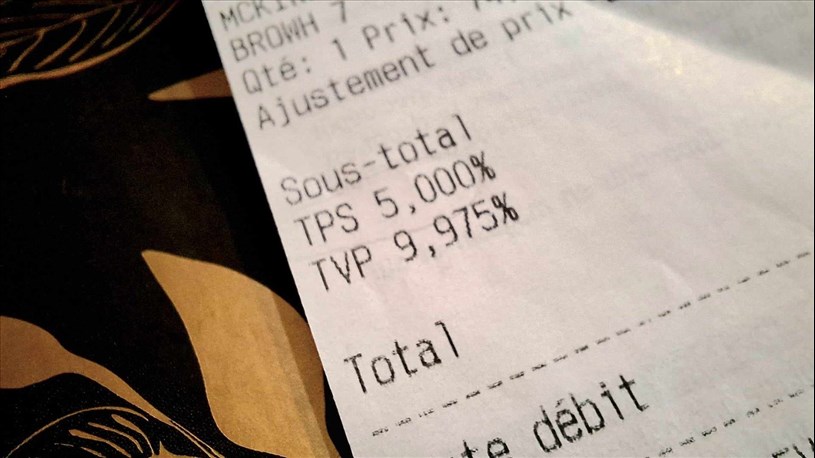 BROWH 7
Qté: 1 Prix:
Ajustement de prix
Sous-total
TPS 5,000%
TVP 9,975%
Total
débit